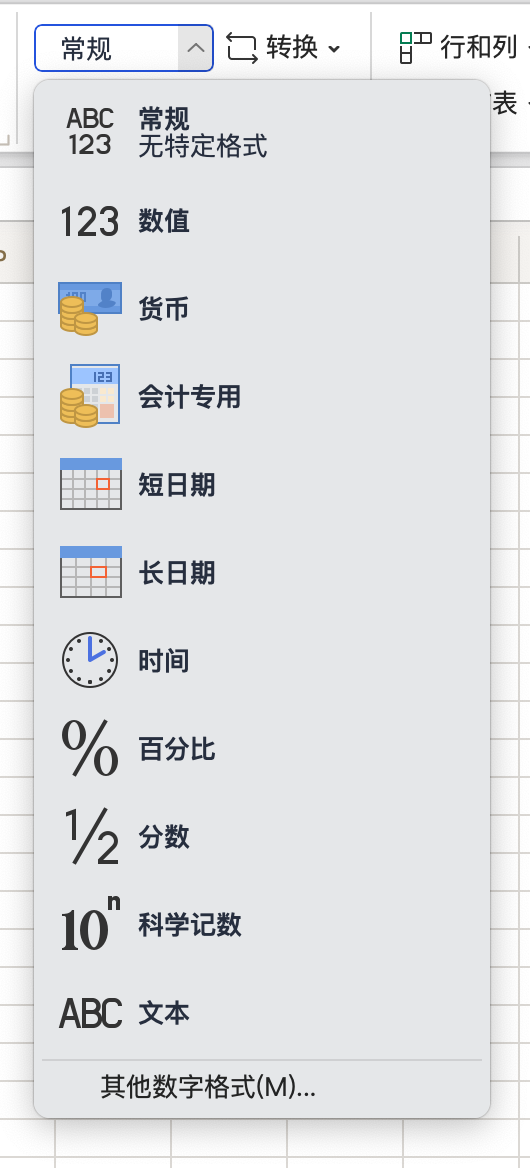 常规
转换
行和列
表
ABC
123
常规
无特定格式
123
数值
货币
123
会计专用
短日期
长日期
时间
%
百分比
1/2
分数
10ⁿ
科学记数
ABC
文本
其他数字格式(M)...